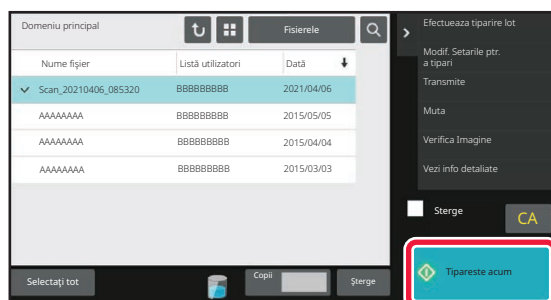 Domeniu principal
Fisierele
Nume fişier
Listă utilizatori
Dată
Scan_20210406_085320
BBBBBBBBB
2021/04/06
AAAAAAAA
BBBBBBBBB
2015/05/05
AAAAAAAA
BBBBBBBBB
2015/04/04
AAAAAAAA
BBBBBBBBB
2015/03/03
Selectaţi tot
Copii
Şterge
Efectueaza tiparire lot
Modif. Setarile ptr.
a tipari
Transmite
Muta
Verifica Imagine
Vezi info detaliate
Sterge
CA
Tipareste acum